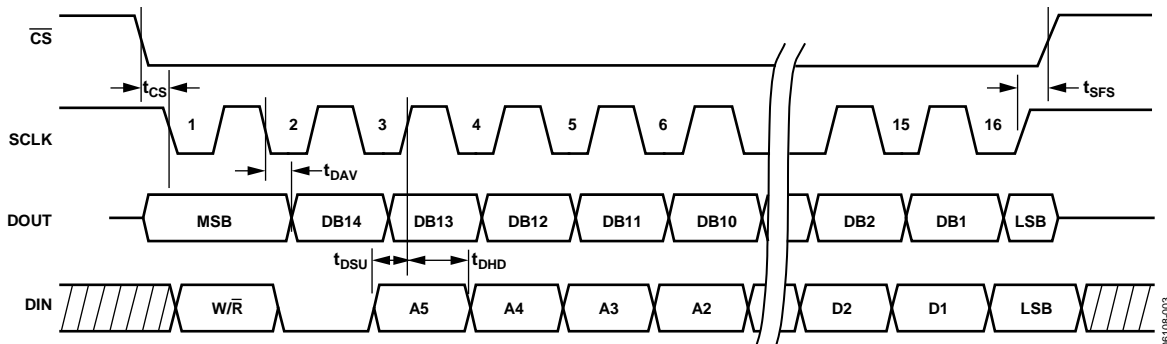 CS
tCS
tSFS
SCLK
1 2 3 4 5 6 15 16
tDAV
DOUT
MSB DB14 DB13 DB12 DB11 DB10 DB2 DB1 LSB
tDSU tDHD
DIN
W/R A5 A4 A3 A2 D2 D1 LSB